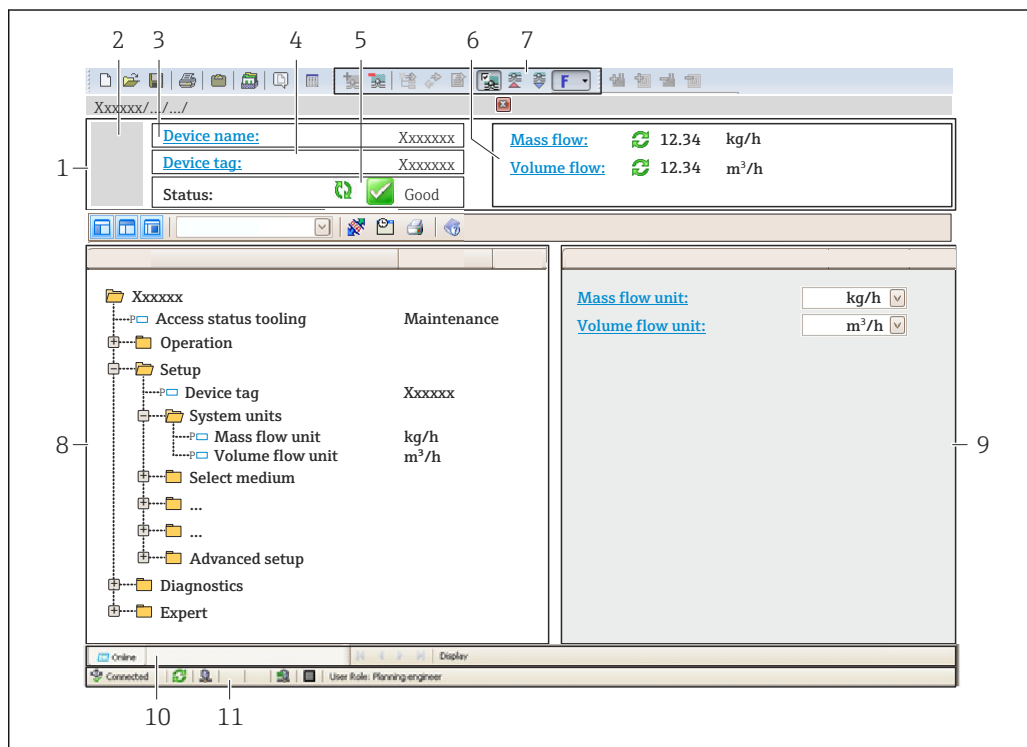 2 3 4 5 6 7
F
Xxxxxx/.../.../
1
Device name: Xxxxxxx
Device tag: Xxxxxxx
Status: Good
Mass flow: 12.34 kg/h
Volume flow: 12.34 m³/h
Xxxxxx
P Access status tooling Maintenance
Operation
Setup
P Device tag Xxxxxx
System units
P Mass flow unit kg/h
P Volume flow unit m³/h
Select medium
...
...
Advanced setup
Diagnostics
Expert
8
Mass flow unit: kg/h
Volume flow unit: m³/h
9
Online Display
Connected User Role: Planning engineer
10 11